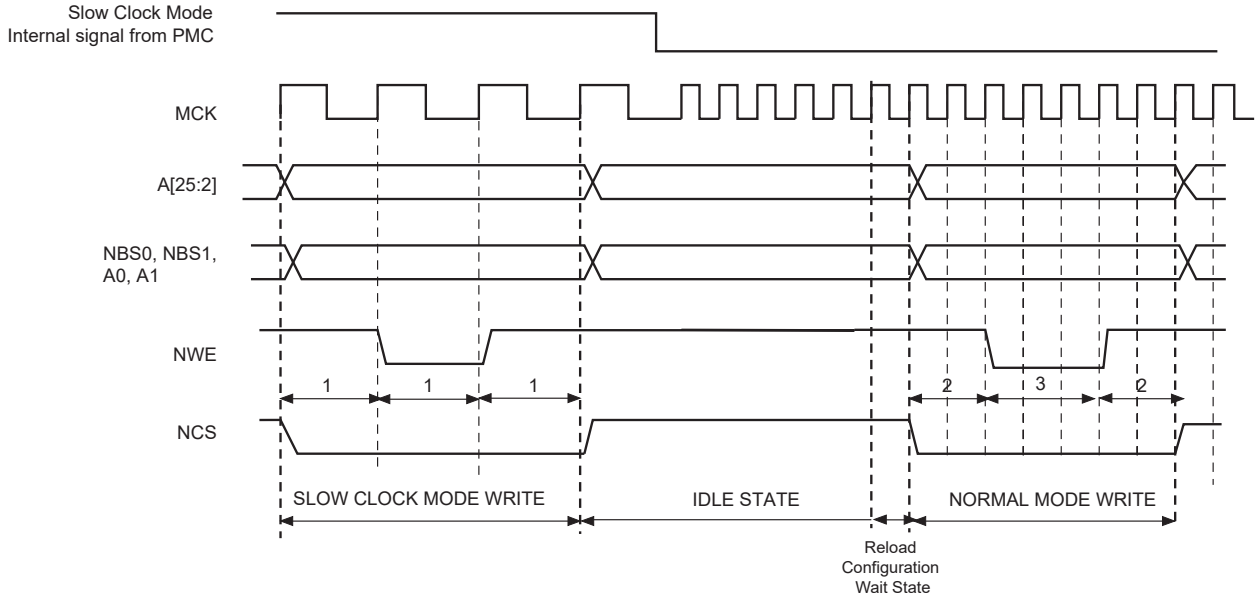 Slow Clock Mode
Internal signal from PMC
MCK
A[25:2]
NBS0, NBS1,
A0, A1
NWE
1 1 1 2 3 2
NCS
SLOW CLOCK MODE WRITE IDLE STATE NORMAL MODE WRITE
Reload
Configuration
Wait State